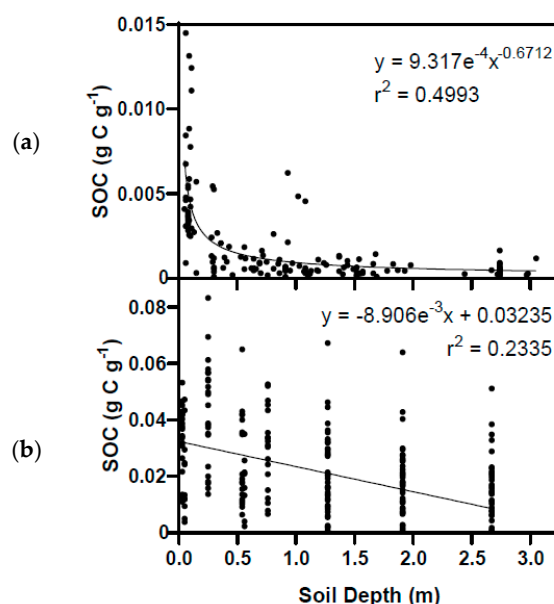 (a)
SOC (g C g⁻¹)
0.015
0.010
0.005
0.000
y = 9.317e⁻⁴x⁻⁰·⁶⁷¹²
r² = 0.4993
(b)
SOC (g C g⁻¹)
0.08
0.06
0.04
0.02
0
y = -8.906e⁻³x + 0.03235
r² = 0.2335
0.0 0.5 1.0 1.5 2.0 2.5 3.0
Soil Depth (m)